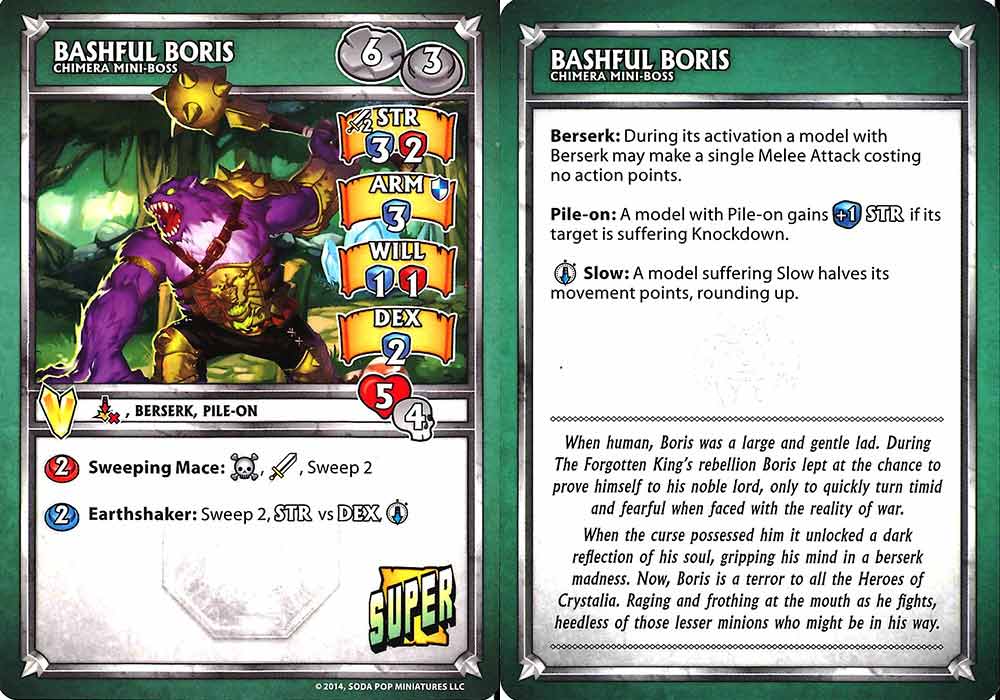 BASHFUL BORIS
CHIMERA MINI-BOSS
6 3
2 STR
3 2
ARM
3
WILL
1 1
DEX
2
5
4
, BERSERK, PILE-ON
2 Sweeping Mace: , , Sweep 2
2 Earthshaker: Sweep 2, STR vs DEX,
SUPER
© 2014, SODA POP MINIATURES LLC
BASHFUL BORIS
CHIMERA MINI-BOSS
Berserk: During its activation a model with
Berserk may make a single Melee Attack costing
no action points.
Pile-on: A model with Pile-on gains +1 STR if its
target is suffering Knockdown.
Slow: A model suffering Slow halves its
movement points, rounding up.
When human, Boris was a large and gentle lad. During
The Forgotten King's rebellion Boris lept at the chance to
prove himself to his noble lord, only to quickly turn timid
and fearful when faced with the reality of war.
When the curse possessed him it unlocked a dark
reflection of his soul, gripping his mind in a berserk
madness. Now, Boris is a terror to all the Heroes of
Crystalia. Raging and frothing at the mouth as he fights,
heedless of those lesser minions who might be in his way.